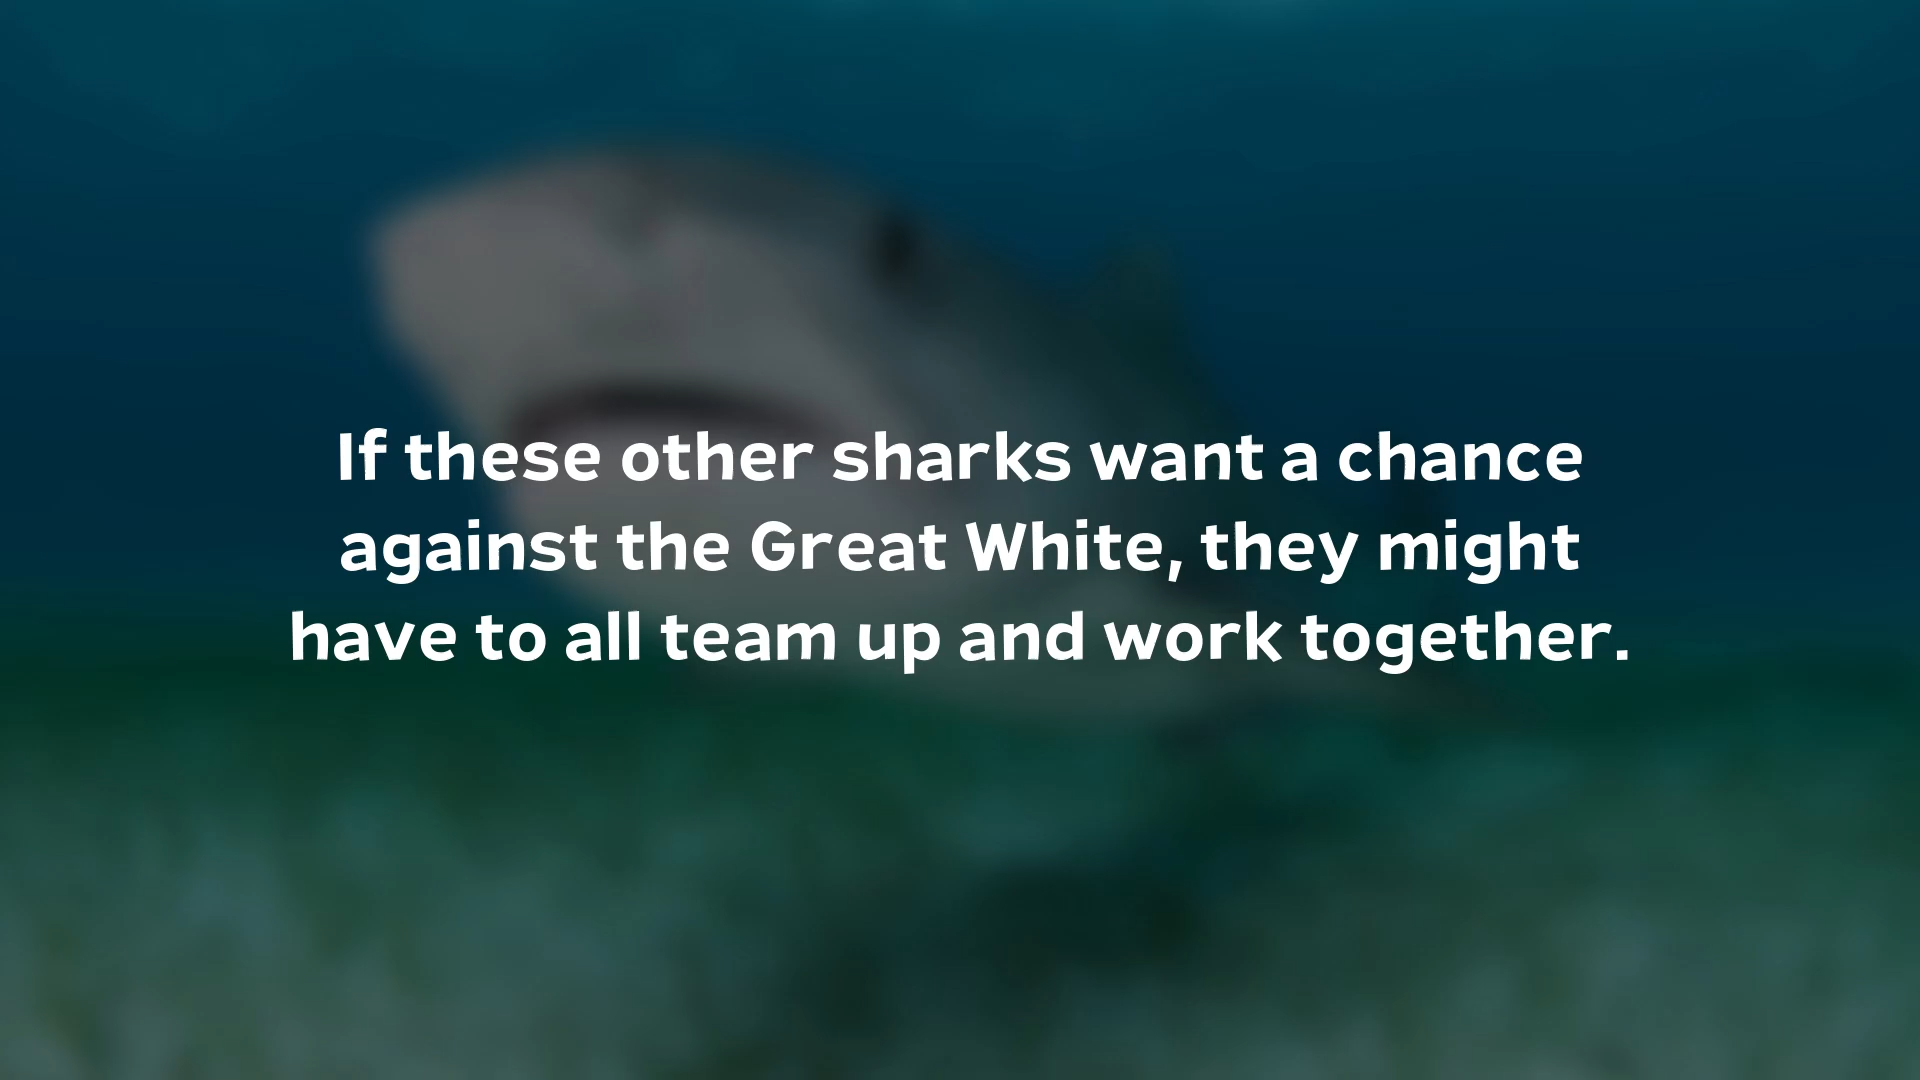 If these other sharks want a chance
against the Great White, they might
have to all team up and work together.